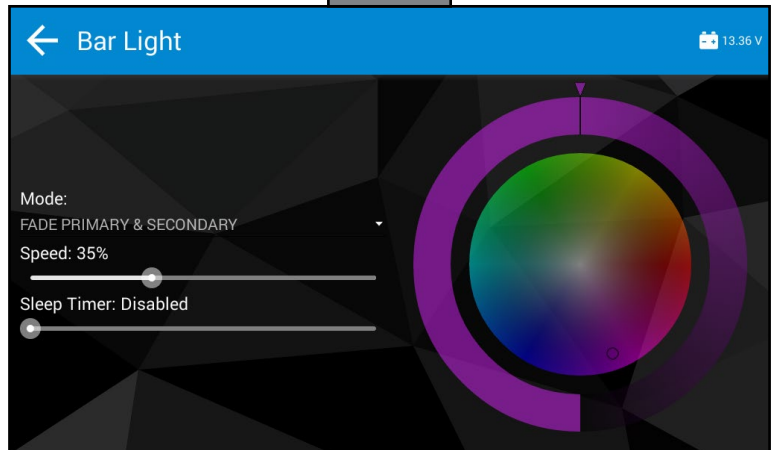 Bar Light
13.36 V
Mode:
FADE PRIMARY & SECONDARY
Speed: 35%
Sleep Timer: Disabled